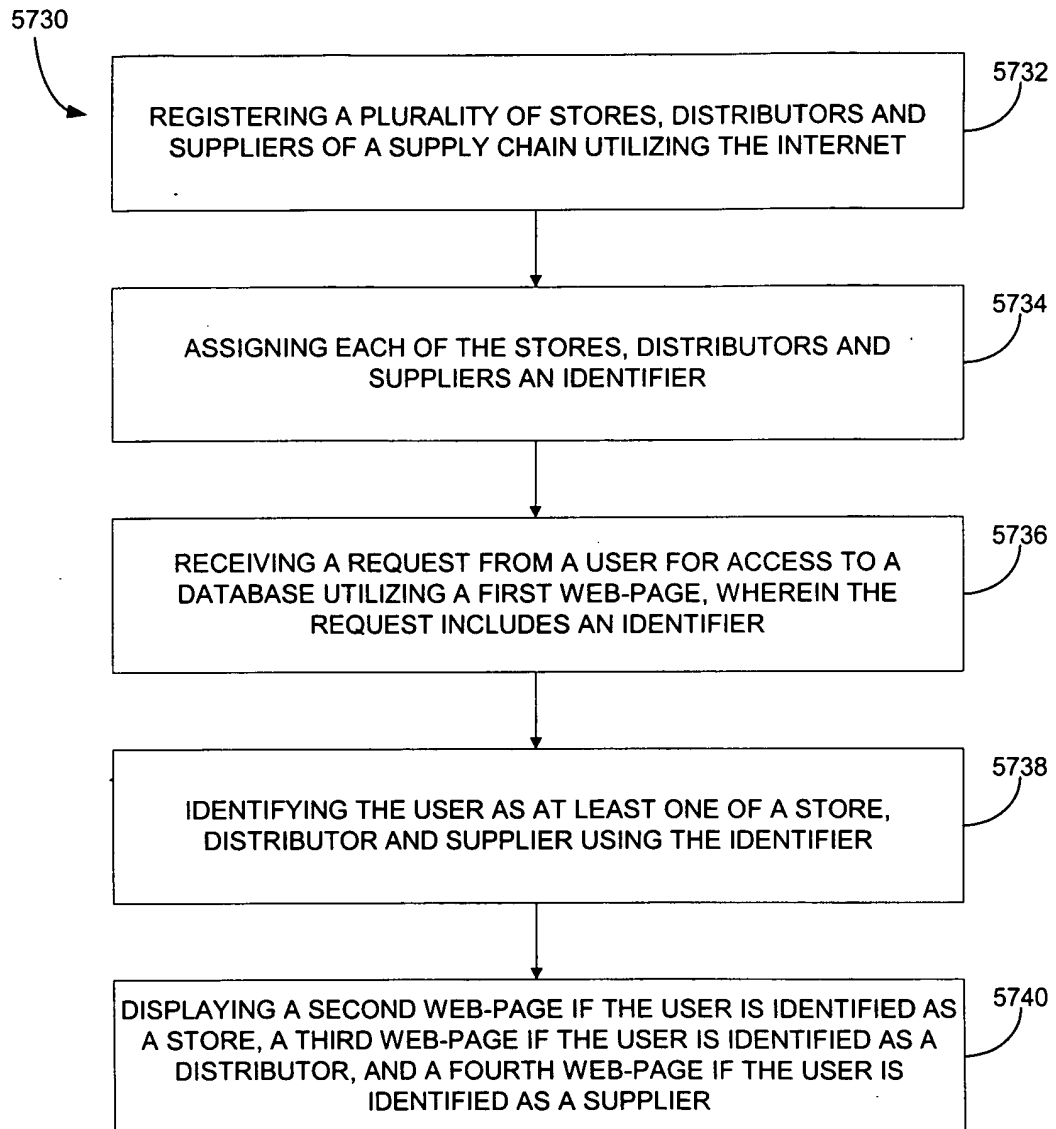 5730
5732
REGISTERING A PLURALITY OF STORES, DISTRIBUTORS AND
SUPPLIERS OF A SUPPLY CHAIN UTILIZING THE INTERNET
5734
ASSIGNING EACH OF THE STORES, DISTRIBUTORS AND
SUPPLIERS AN IDENTIFIER
5736
RECEIVING A REQUEST FROM A USER FOR ACCESS TO A
DATABASE UTILIZING A FIRST WEB-PAGE, WHEREIN THE
REQUEST INCLUDES AN IDENTIFIER
5738
IDENTIFYING THE USER AS AT LEAST ONE OF A STORE,
DISTRIBUTOR AND SUPPLIER USING THE IDENTIFIER
5740
DISPLAYING A SECOND WEB-PAGE IF THE USER IS IDENTIFIED AS
A STORE, A THIRD WEB-PAGE IF THE USER IS IDENTIFIED AS A
DISTRIBUTOR, AND A FOURTH WEB-PAGE IF THE USER IS
IDENTIFIED AS A SUPPLIER